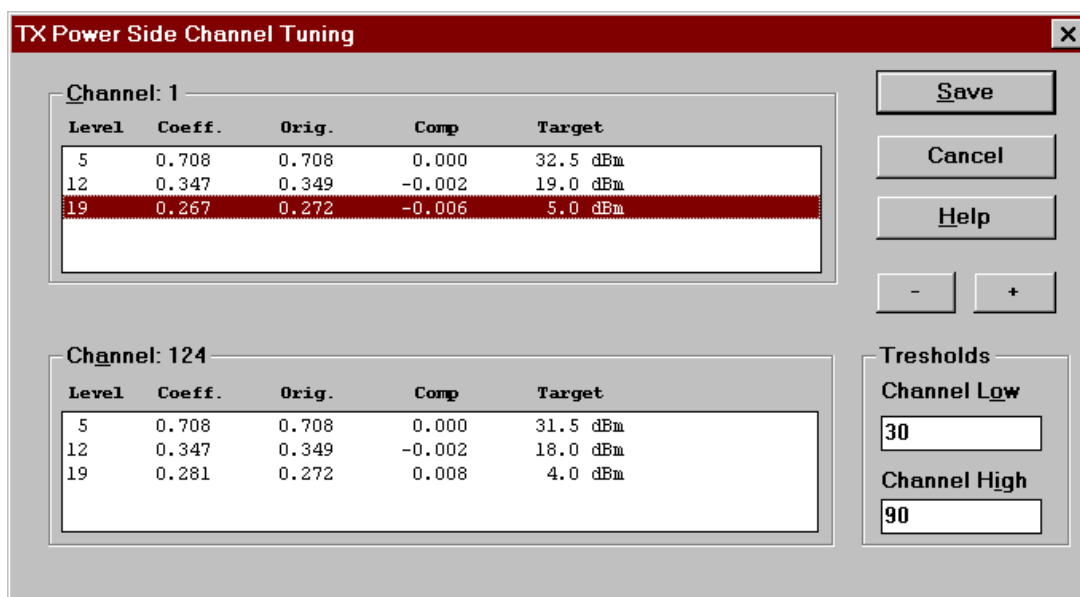 TX Power Side Channel Tuning
Channel: 1
Level Coeff. Orig. Comp Target
5 0.708 0.708 0.000 32.5 dBm
12 0.347 0.349 -0.002 19.0 dBm
19 0.267 0.272 -0.006 5.0 dBm
Save
Cancel
Help
- +
Channel: 124
Level Coeff. Orig. Comp Target
5 0.708 0.708 0.000 31.5 dBm
12 0.347 0.349 -0.002 18.0 dBm
19 0.281 0.272 0.008 4.0 dBm
Tresholds
Channel Low
30
Channel High
90